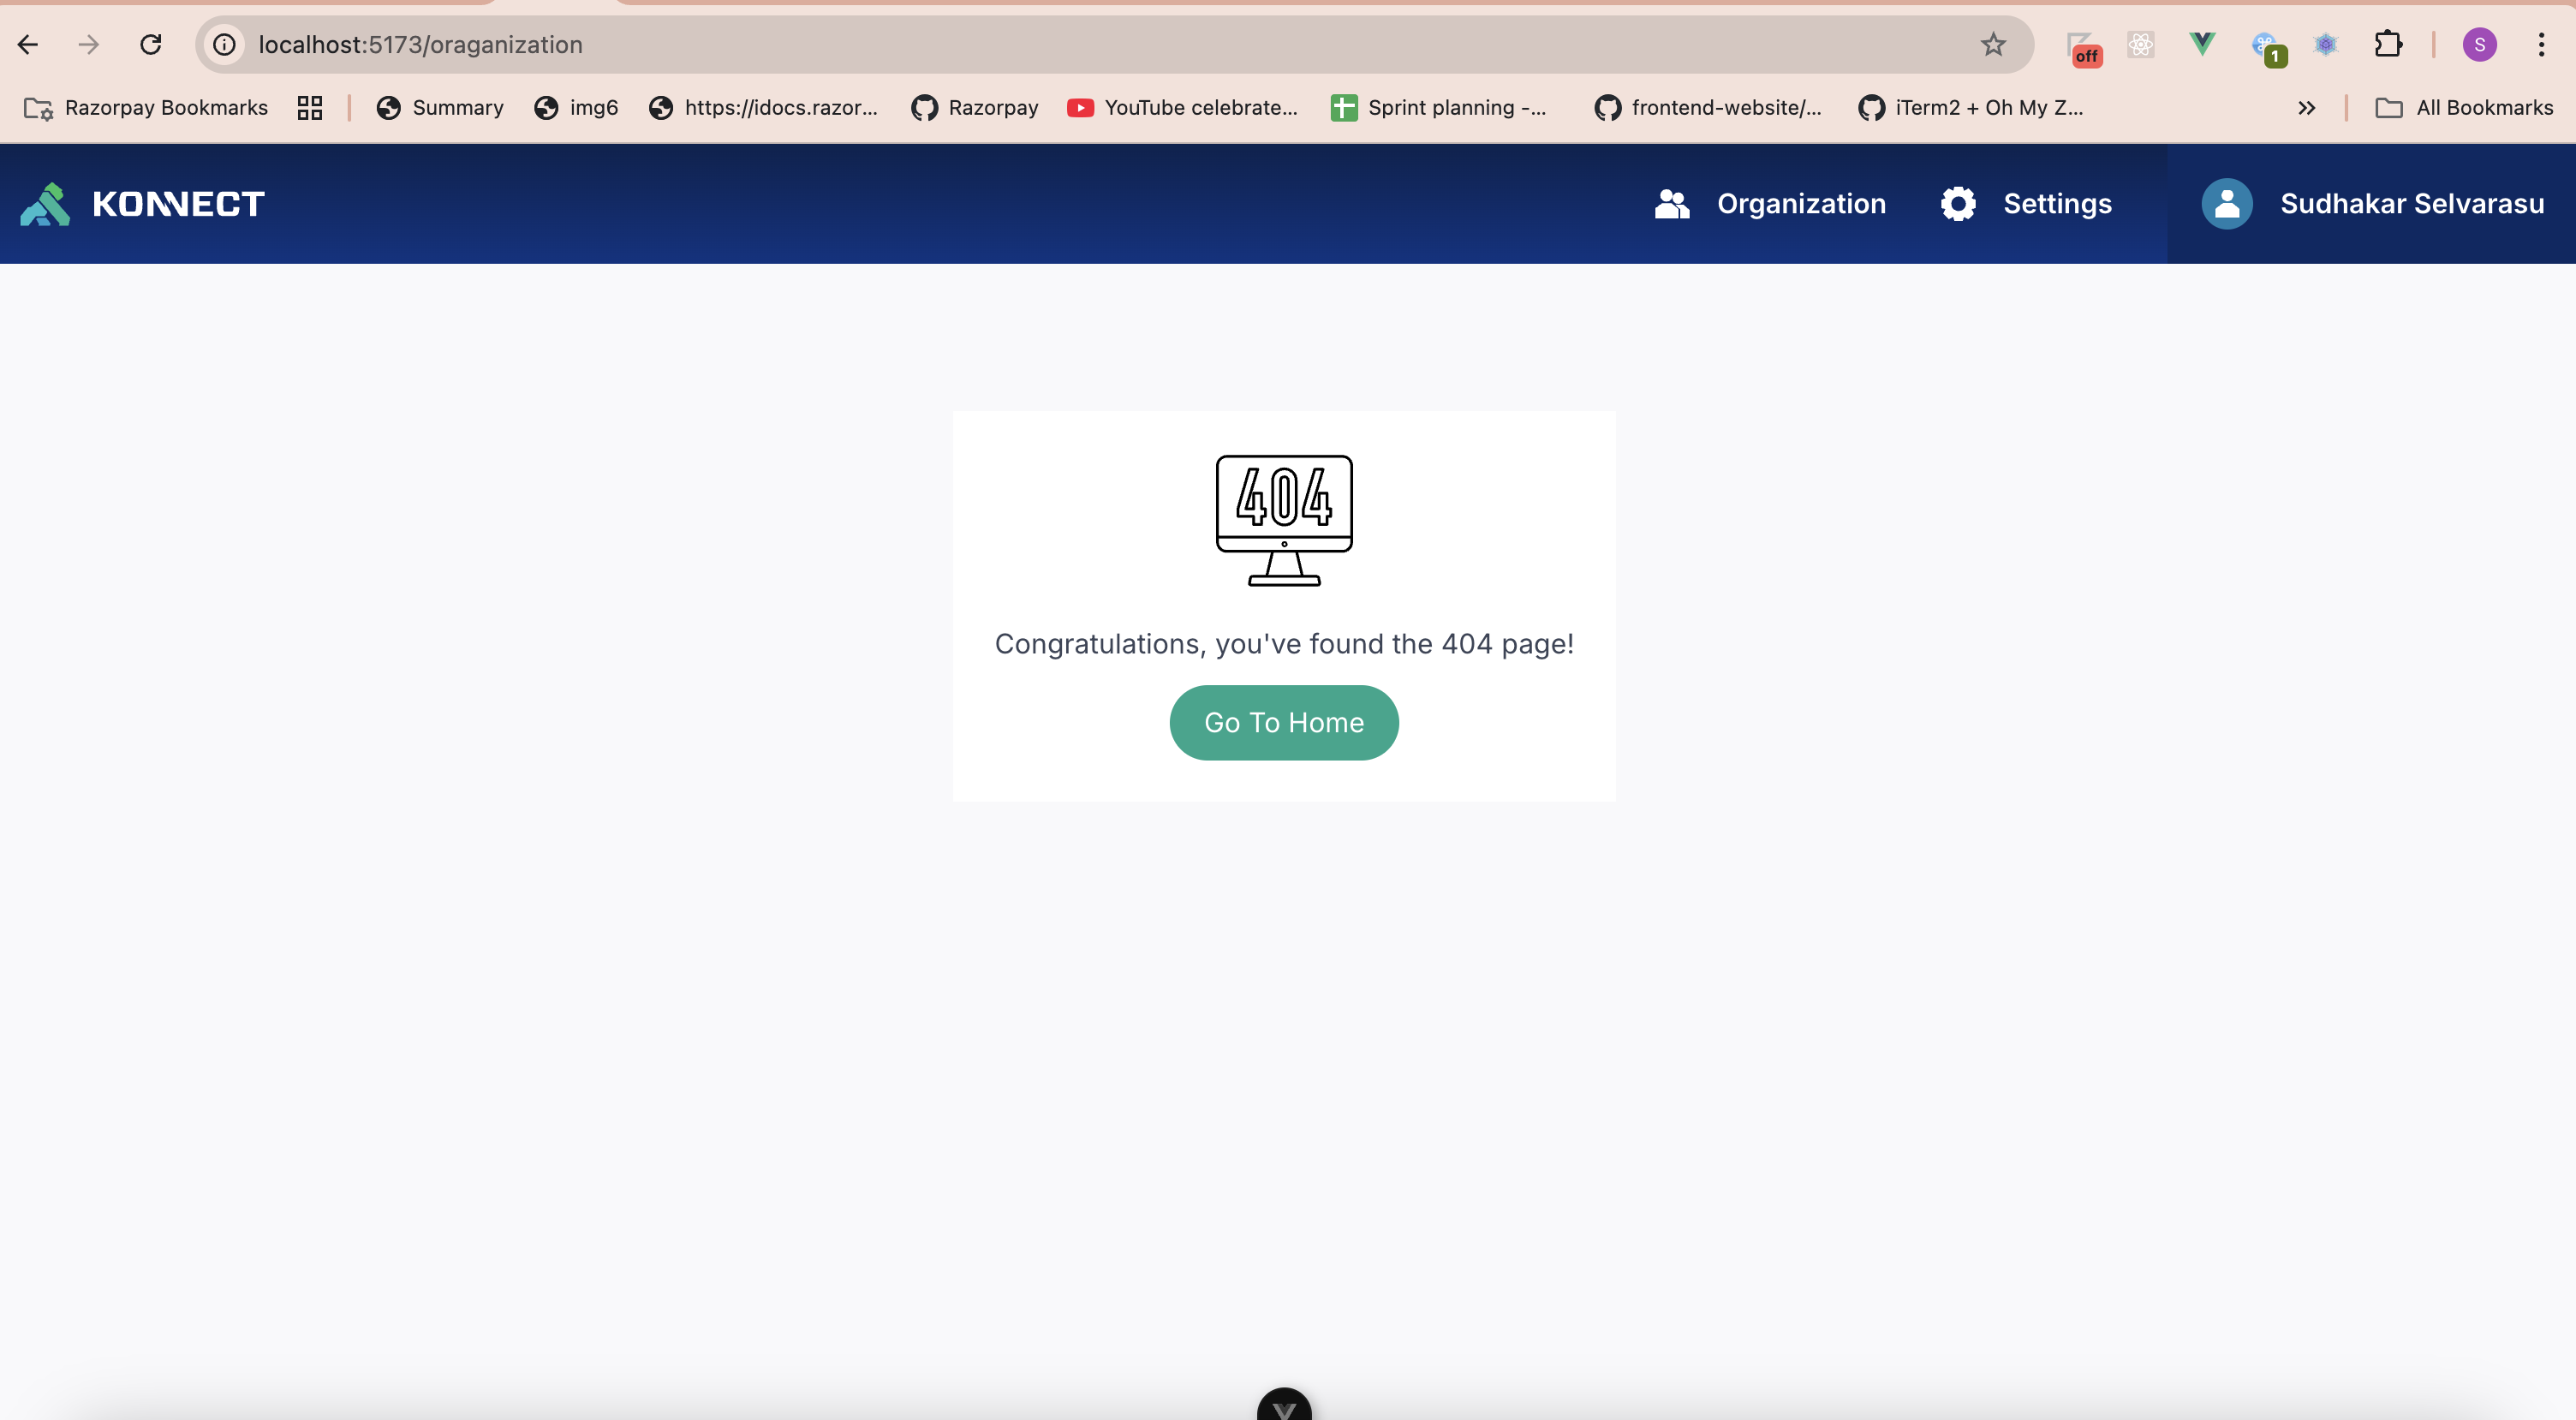 localhost:5173/oraganization
off
1
S
Razorpay Bookmarks
Summary
img6
https://idocs.razor...
Razorpay
YouTube celebrate...
Sprint planning -...
frontend-website/...
iTerm2 + Oh My Z...
All Bookmarks
KONNECT
Organization
Settings
Sudhakar Selvarasu
404
Congratulations, you've found the 404 page!
Go To Home